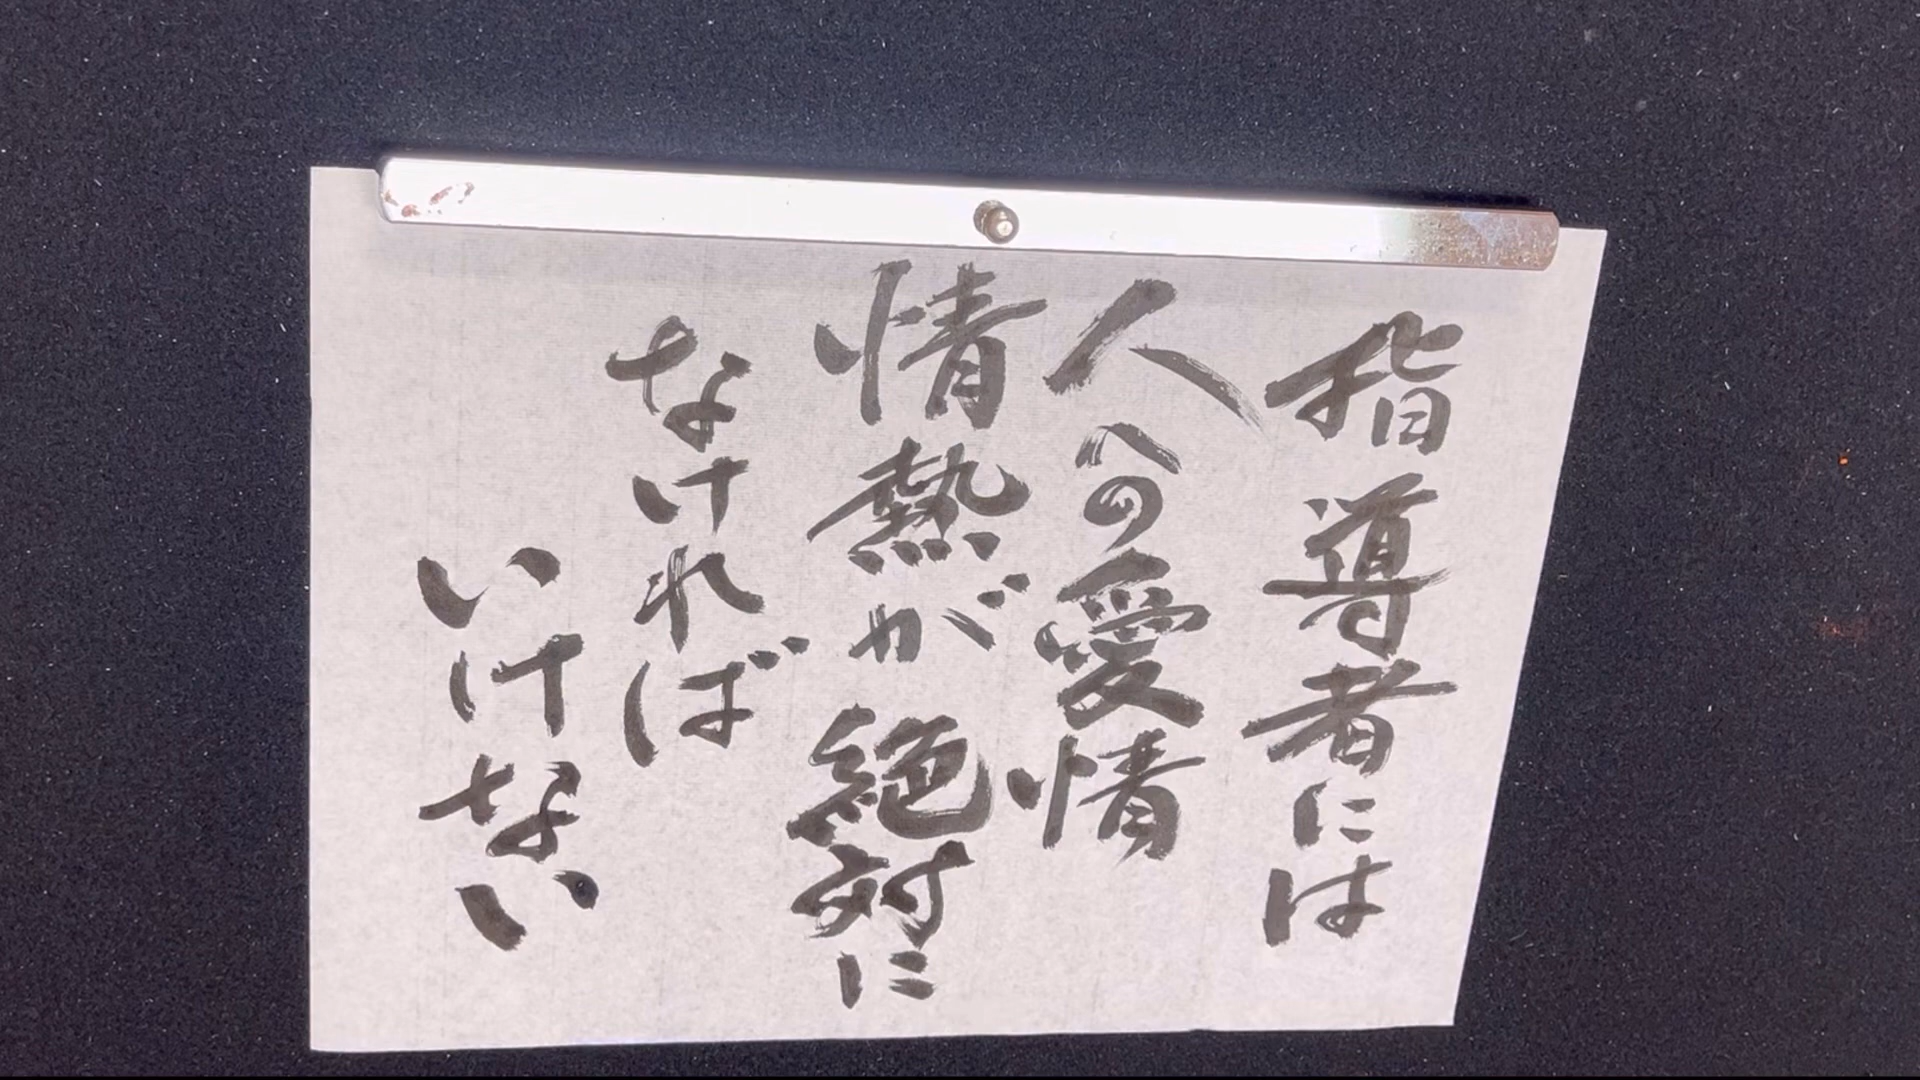 指導者には
人への愛情
情熱が絶対に
なければ
いけない